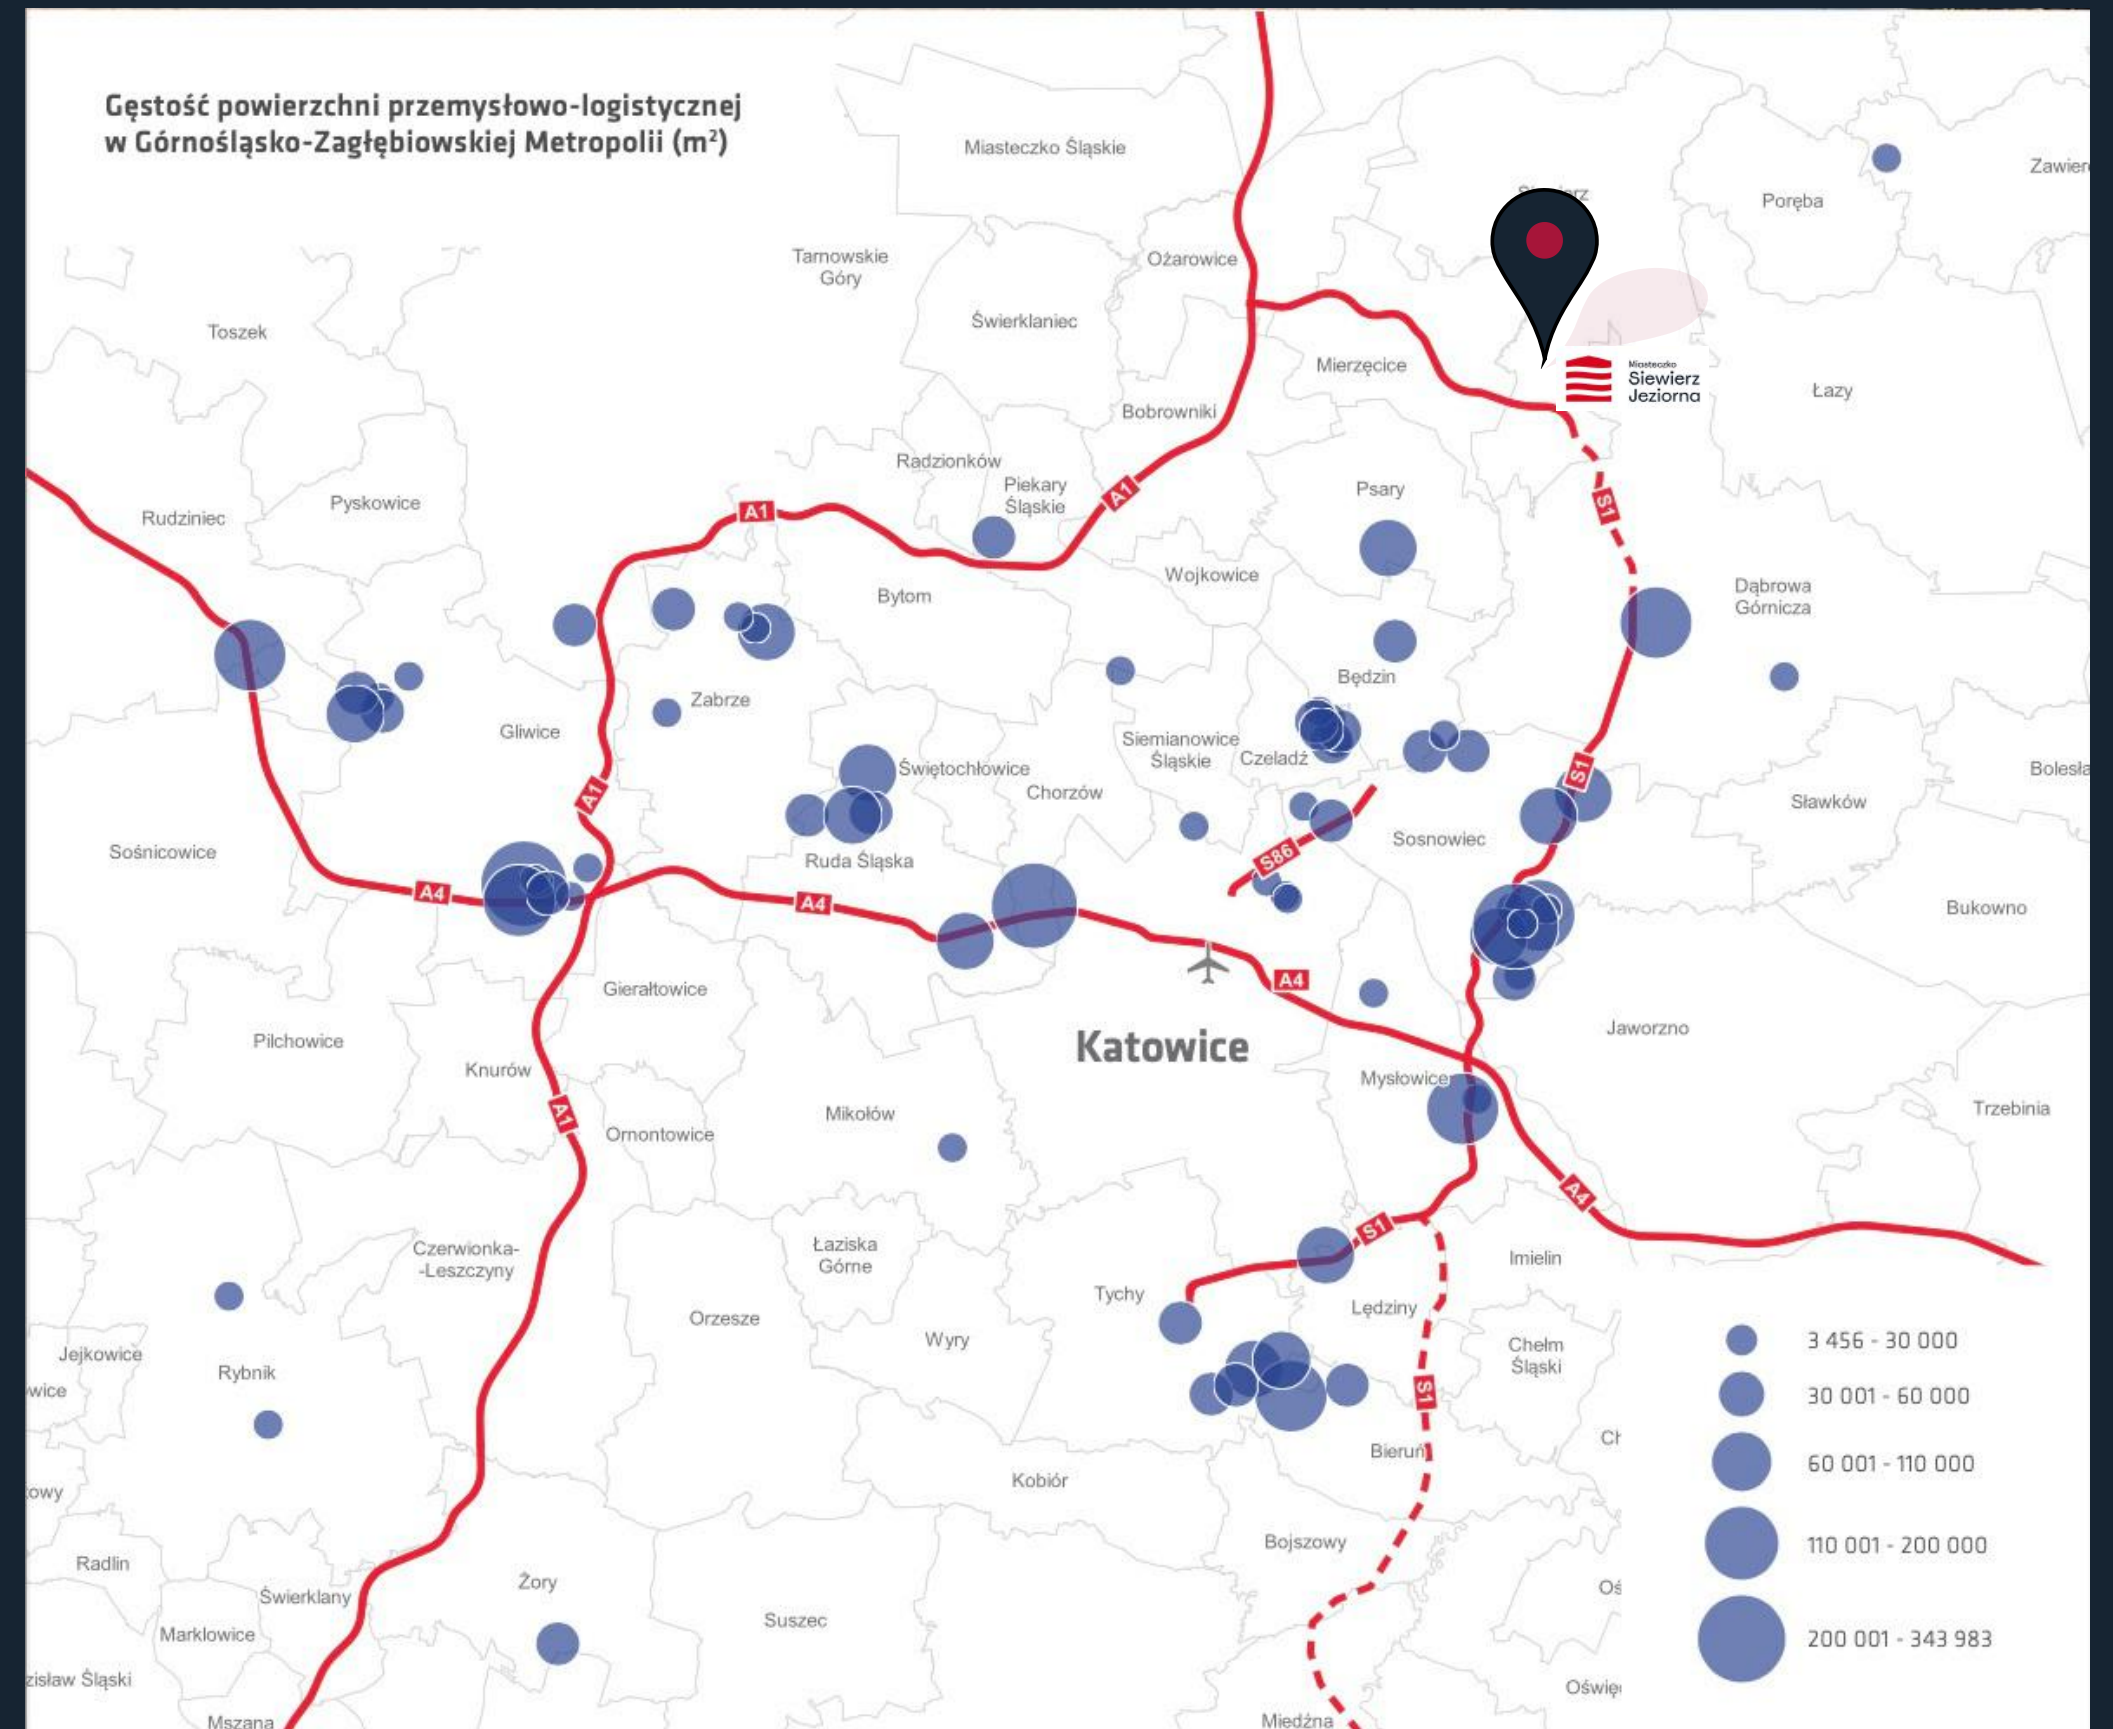 Gęstość powierzchni przemysłowo-logistycznej
w Górnośląsko-Zagłębiowskiej Metropolii (m²)
Miasteczko Śląskie
Poręba
Tarnowskie
Góry
Ożarowice
Świerklaniec
Toszek
Mierzęcice
Miasteczko
Siewierz
Jeziorna
Łazy
Bobrowniki
Radzionków
Piekary
Śląskie
A1
A1
Psary
S1
Rudziniec
Pyskowice
Wojkowice
Bytom
Dąbrowa
Górnicza
Będzin
Zabrze
Gliwice
Siemianowice
Śląskie
Czeladź
Świętochłowice
Chorzów
A1
S1
Sławków
Sosnowiec
Sośnicowice
Ruda Śląska
S86
A4
A4
Bukowno
A4
Gierałtowice
Jaworzno
Pilchowice
Katowice
Knurów
Mysłowice
A1
Mikołów
Trzebinia
Ornontowice
A4
S1
Czerwionka-
-Leszczyny
Łaziska
Górne
Imielin
Tychy
Lędziny
Orzesze
Wyry
Chełm
Śląski
Jejkowice
Rybnik
S1
Bieruń
Kobiór
Bojszowy
Radlin
Świerklany
Żory
Suszec
Marklowice
Śląski
Mszana
Miedźna
3 456 - 30 000
30 001 - 60 000
60 001 - 110 000
110 001 - 200 000
200 001 - 343 983